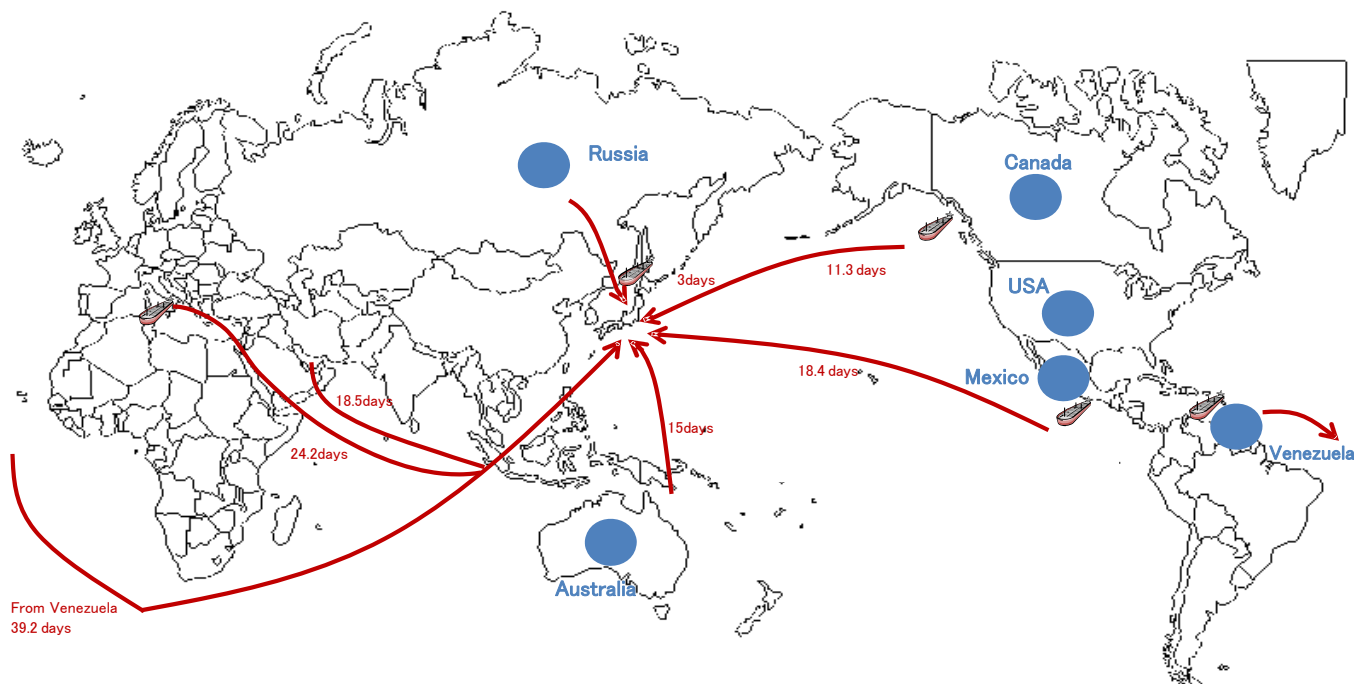 Russia
Canada
3days
11.3 days
USA
18.4 days
Mexico
18.5days
24.2days
15days
Venezuela
Australia
From Venezuela
39.2 days